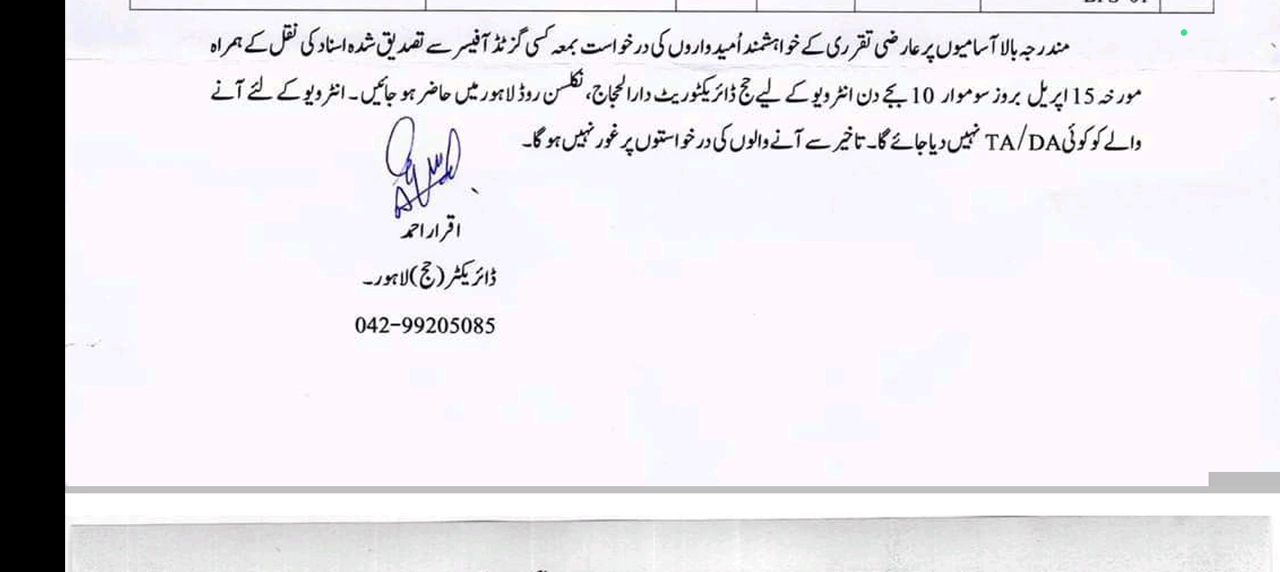 مندرجہ بالا آسامیوں پر عارضی تقرری کے خواہشمند اُمیدواروں کی درخواست بمعہ کسی گزٹڈ آفیسر سے تصدیق شدہ اسناد کی نقل کے ہمراہ
مورخہ 15 اپریل بروز سوموار 10 بجے دن انٹرویو کے لیے حج ڈائریکٹوریٹ دارالحجاج، نکلسن روڈ لاہور میں حاضر ہو جائیں۔ انٹرویو کے لئے آنے
والے کو کوئی TA/DA نہیں دیا جائے گا۔ تاخیر سے آنے والوں کی درخواستوں پر غور نہیں ہو گا۔
اقرار احمد
ڈائریکٹر (حج) لاہور۔
042-99205085